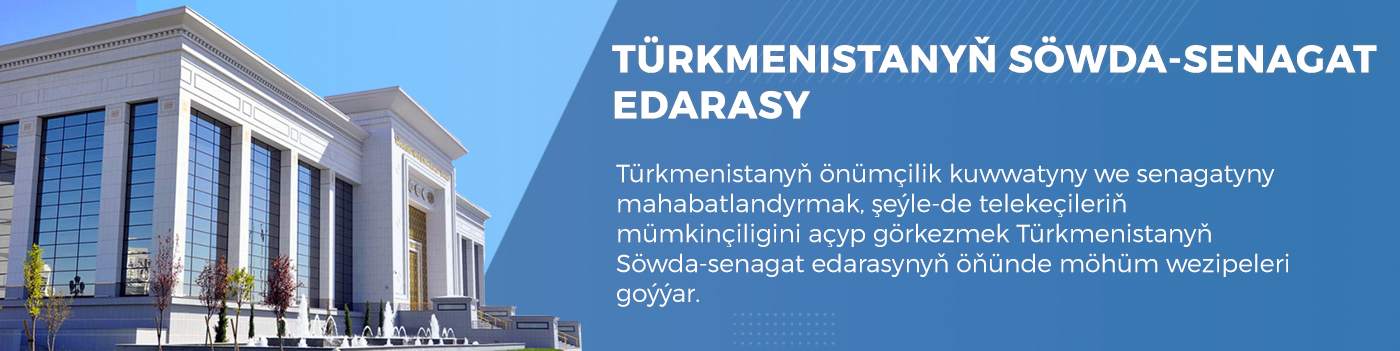 TÜRKMENISTANYŇ SÖWDA-SENAGAT
EDARASY
Türkmenistanyň önümçilik kuwwatyny we senagatyny
mahabatlandyrmak, şeýle-de telekeçileriň
mümkinçiligini açyp görkezmek Türkmenistanyň
Söwda-senagat edarasynyň öňünde möhüm wezipeleri
goýýar.